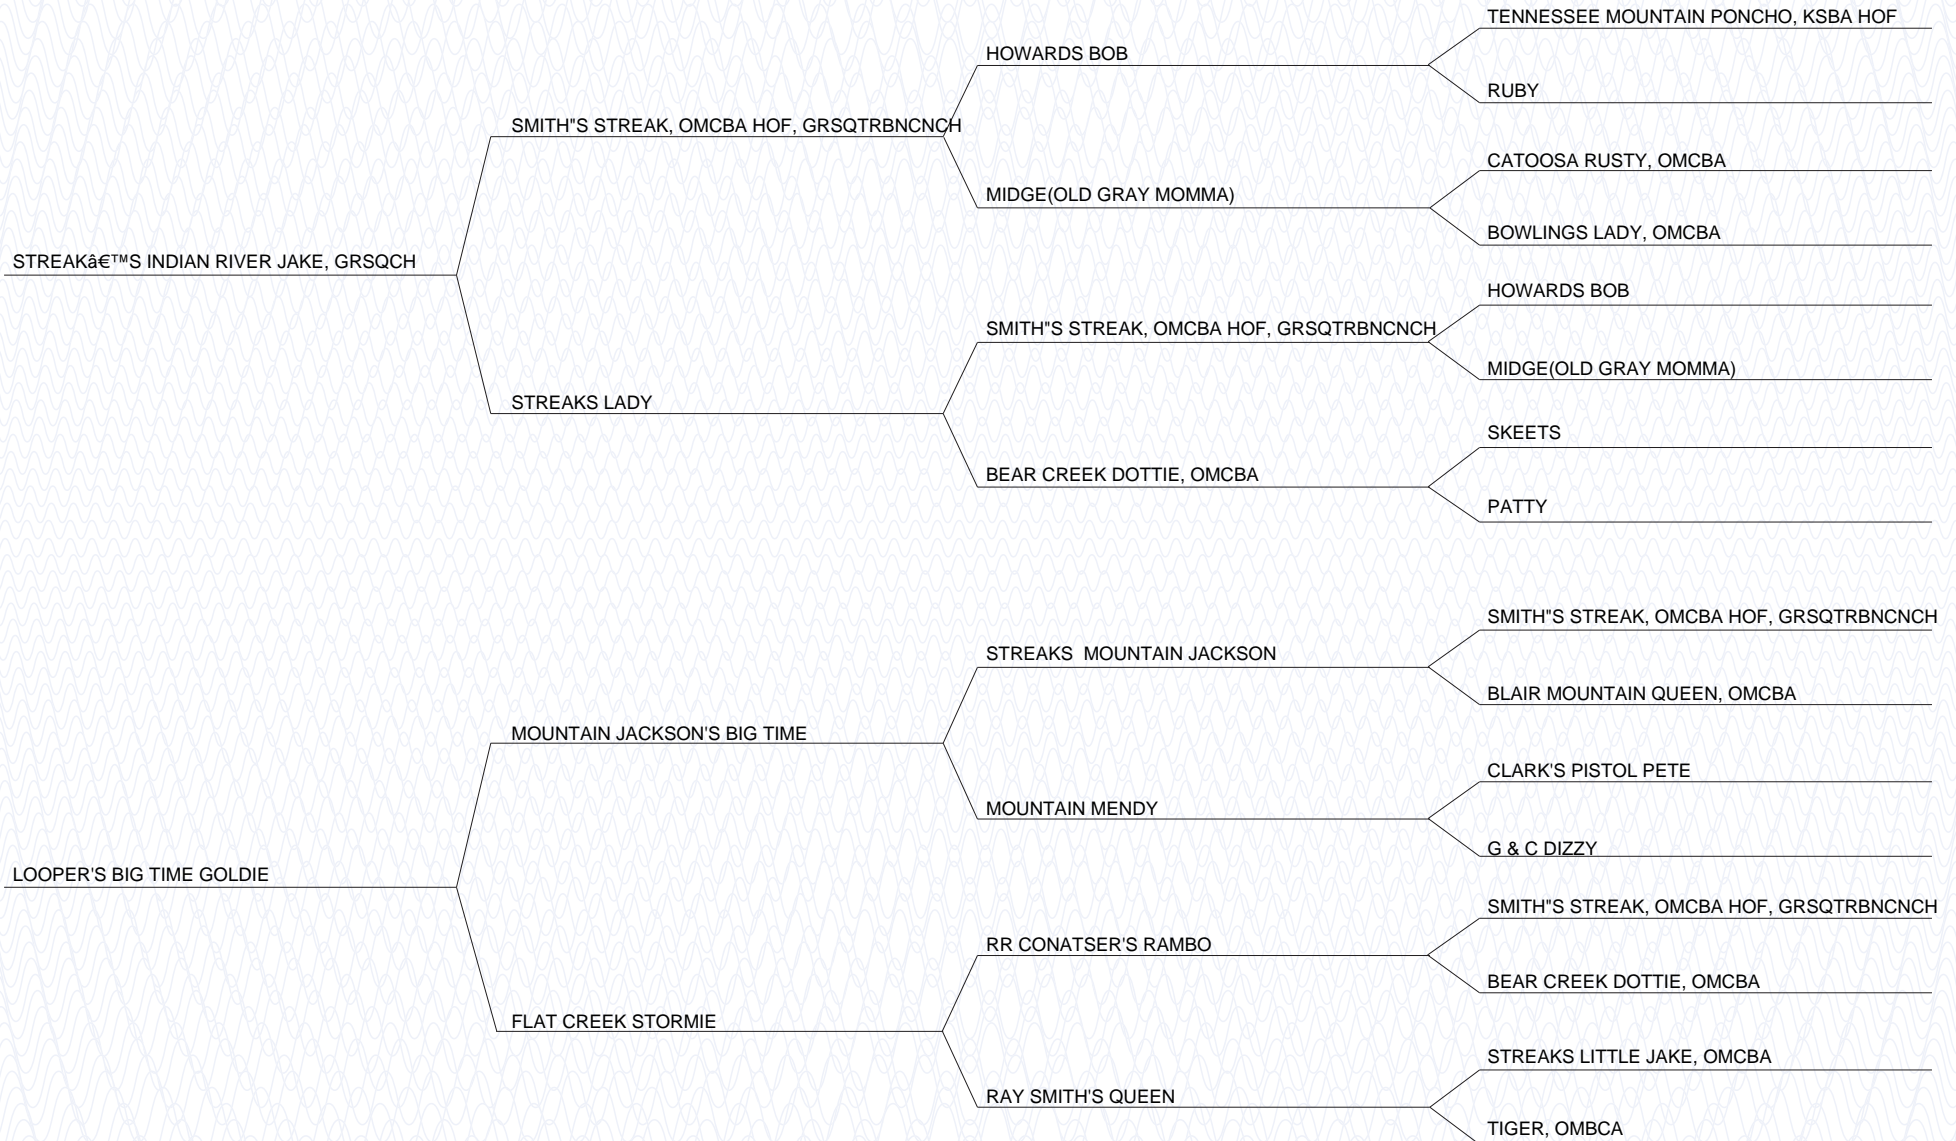 TENNESSEE MOUNTAIN PONCHO, KSBA HOF
HOWARDS BOB
RUBY
SMITH"S STREAK, OMCBA HOF, GRSQTRBNCNCH
CATOOSA RUSTY, OMCBA
MIDGE(OLD GRAY MOMMA)
BOWLINGS LADY, OMCBA
STREAKâ€™S INDIAN RIVER JAKE, GRSQCH
HOWARDS BOB
SMITH"S STREAK, OMCBA HOF, GRSQTRBNCNCH
MIDGE(OLD GRAY MOMMA)
STREAKS LADY
SKEETS
BEAR CREEK DOTTIE, OMCBA
PATTY
SMITH"S STREAK, OMCBA HOF, GRSQTRBNCNCH
STREAKS  MOUNTAIN JACKSON
BLAIR MOUNTAIN QUEEN, OMCBA
MOUNTAIN JACKSON'S BIG TIME
CLARK'S PISTOL PETE
MOUNTAIN MENDY
G & C DIZZY
LOOPER'S BIG TIME GOLDIE
SMITH"S STREAK, OMCBA HOF, GRSQTRBNCNCH
RR CONATSER'S RAMBO
BEAR CREEK DOTTIE, OMCBA
FLAT CREEK STORMIE
STREAKS LITTLE JAKE, OMCBA
RAY SMITH'S QUEEN
TIGER, OMBCA